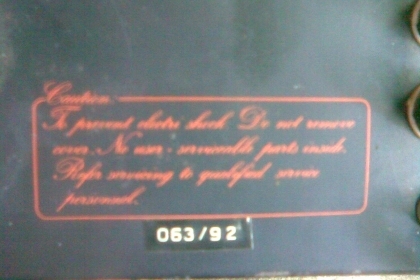 Caution.
To prevent electric shock Do not remove
cover. No user-serviceable parts inside.
Refer servicing to qualified service
personnel.
063/92